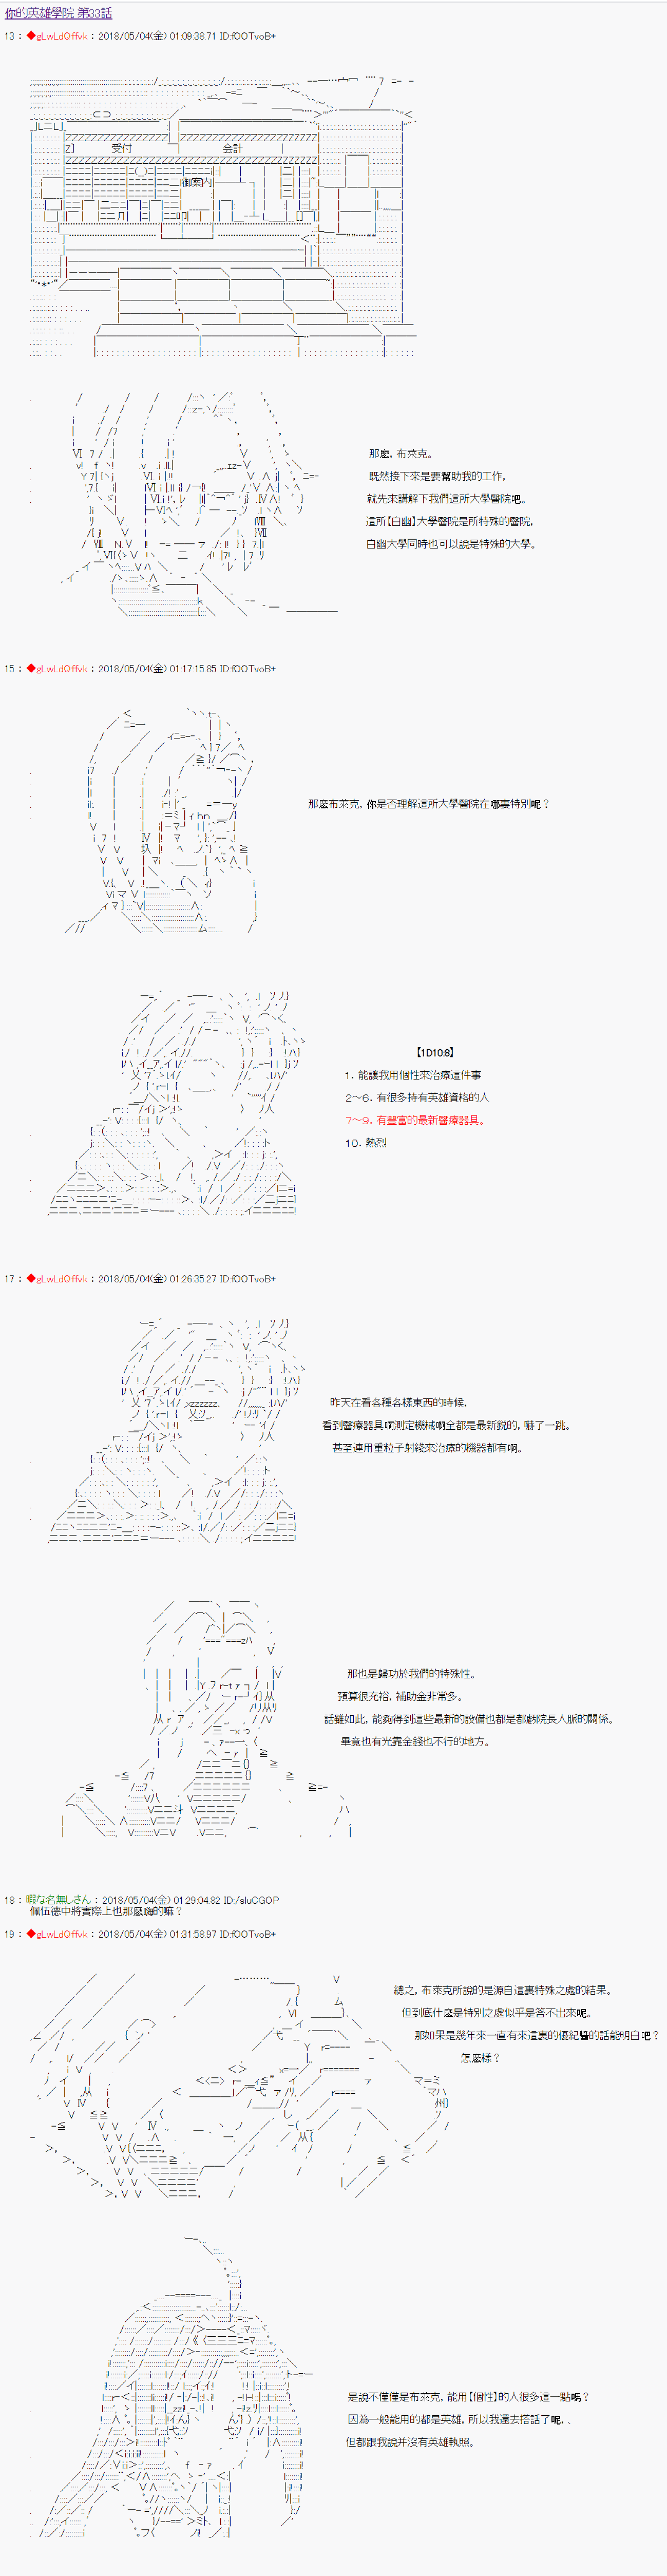 你的英雄學院 第33話
13 : ◆gLwLdQffvk : 2018/05/04(金) 01:09:38.71 ID:fOOTvoB+
受付
会計
御案内
那麼，布萊克。
既然接下來是要幫助我的工作，
就先來講解下我們這所大學醫院吧。
這所【白幽】大學醫院是所特殊的醫院，
白幽大學同時也可以說是特殊的大學。
15 : ◆gLwLdQffvk : 2018/05/04(金) 01:17:15.85 ID:fOOTvoB+
那麼布萊克，你是否理解這所大學醫院在哪裏特別呢？
【1D10:8】
1．能讓我用個性來治療這件事
2～6．有很多持有英雄資格的人
7～9．有豐富的最新醫療器具。
10．熱烈
17 : ◆gLwLdQffvk : 2018/05/04(金) 01:26:35.27 ID:fOOTvoB+
昨天在看各種各樣東西的時候，
看到醫療器具啊測定機械啊全都是最新銳的，嚇了一跳。
甚至連用重粒子射綫來治療的機器都有啊。
那也是歸功於我們的特殊性。
預算很充裕，補助金非常多。
話雖如此，能夠得到這些最新的設備也都是都虧院長人脈的關係。
畢竟也有光靠金錢也不行的地方。
18 : 暇な名無しさん : 2018/05/04(金) 01:29:04.82 ID:/sluCGOP
佩伍德中將實際上也那麼嗨的嘛？
19 : ◆gLwLdQffvk : 2018/05/04(金) 01:31:58.97 ID:fOOTvoB+
總之，布萊克所說的是源自這裏特殊之處的結果。
但到底什麼是特別之處似乎是答不出來呢。
那如果是幾年來一直有來這裏的優紀醬的話能明白吧？
怎麼樣？
是說不僅僅是布萊克，能用【個性】的人很多這一點嗎？
因為一般能用的都是英雄，所以我還去搭話了呢、、
但都跟我說并沒有英雄執照。